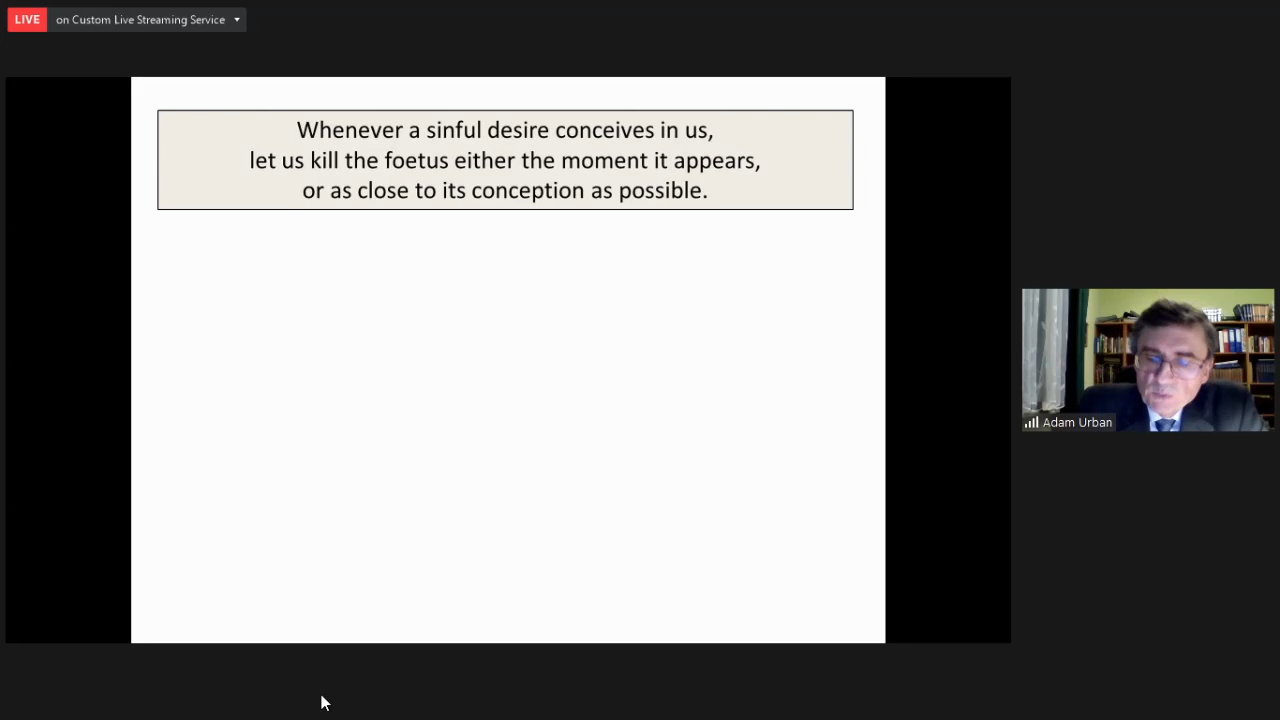 LIVE on Custom Live Streaming Service
Whenever a sinful desire conceives in us,
let us kill the foetus either the moment it appears,
or as close to its conception as possible.
Adam Urban